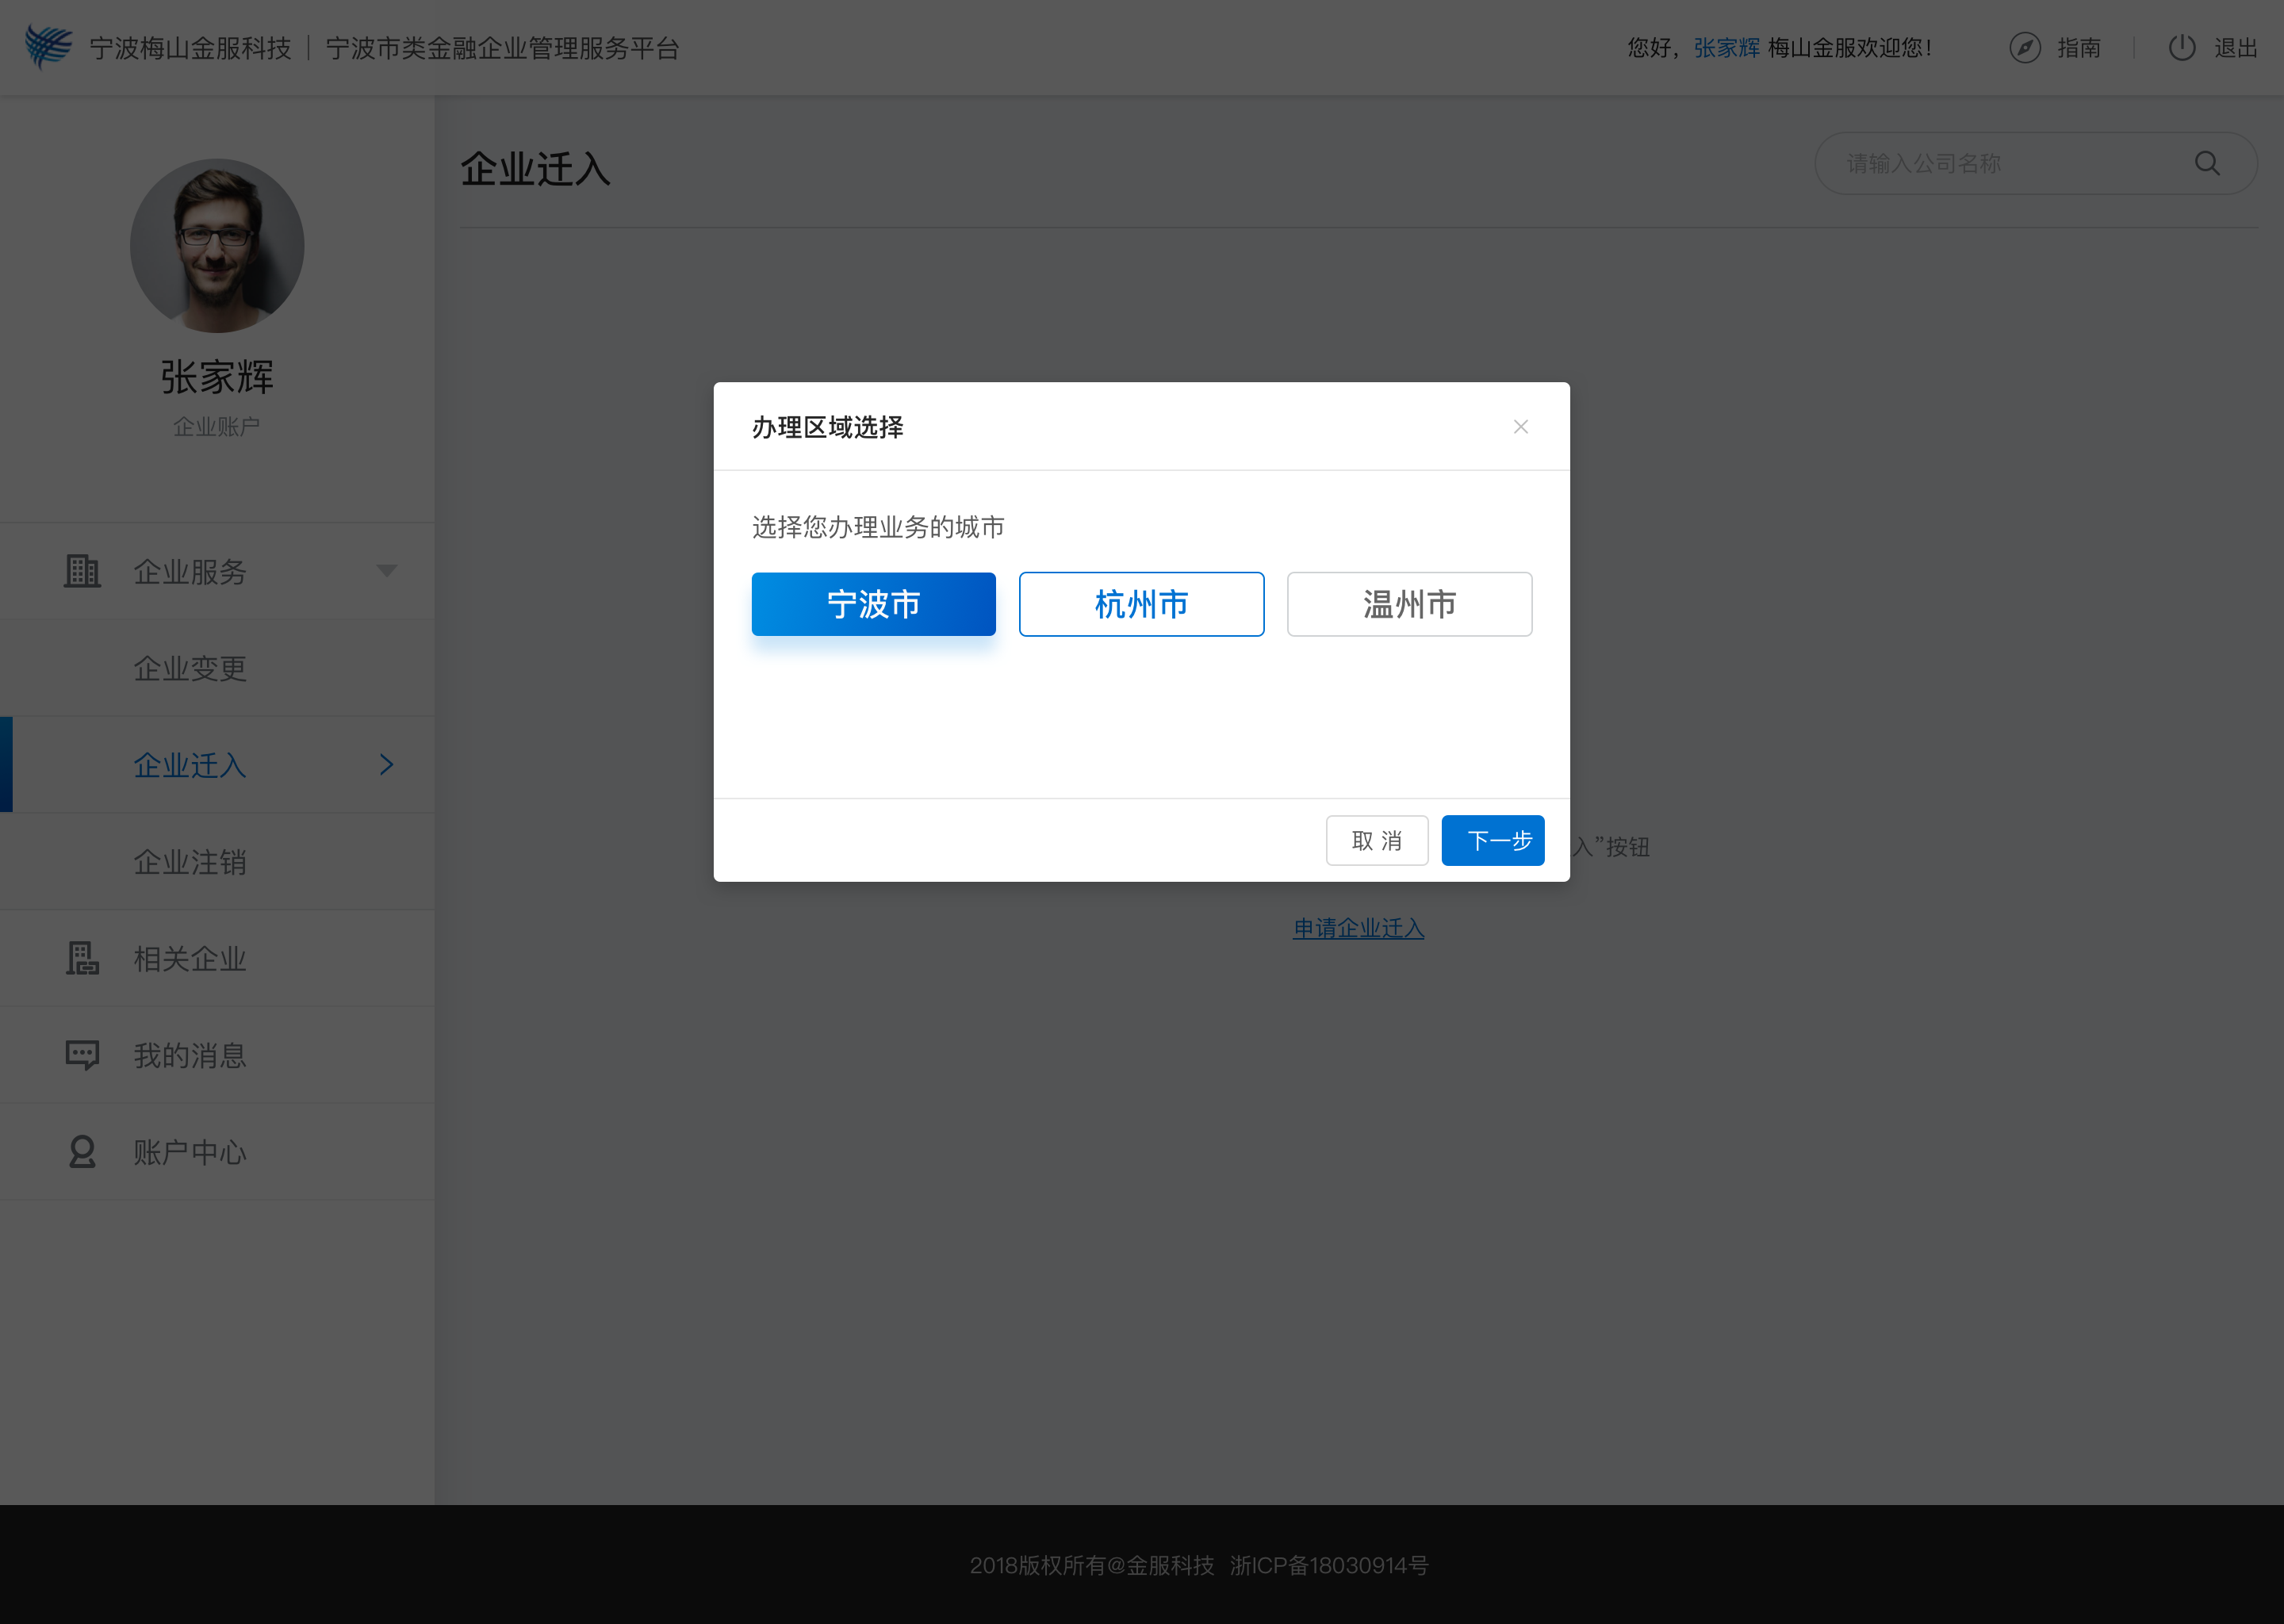 宁波梅山金服科技 | 宁波市类金融企业管理服务平台
您好，张家辉 梅山金服欢迎您！
指南
退出
张家辉
企业账户
企业服务
企业变更
企业迁入
企业注销
相关企业
我的消息
账户中心
企业迁入
请输入公司名称
办理区域选择
选择您办理业务的城市
宁波市
杭州市
温州市
取 消
下一步
入”按钮
申请企业迁入
2018版权所有@金服科技 浙ICP备18030914号